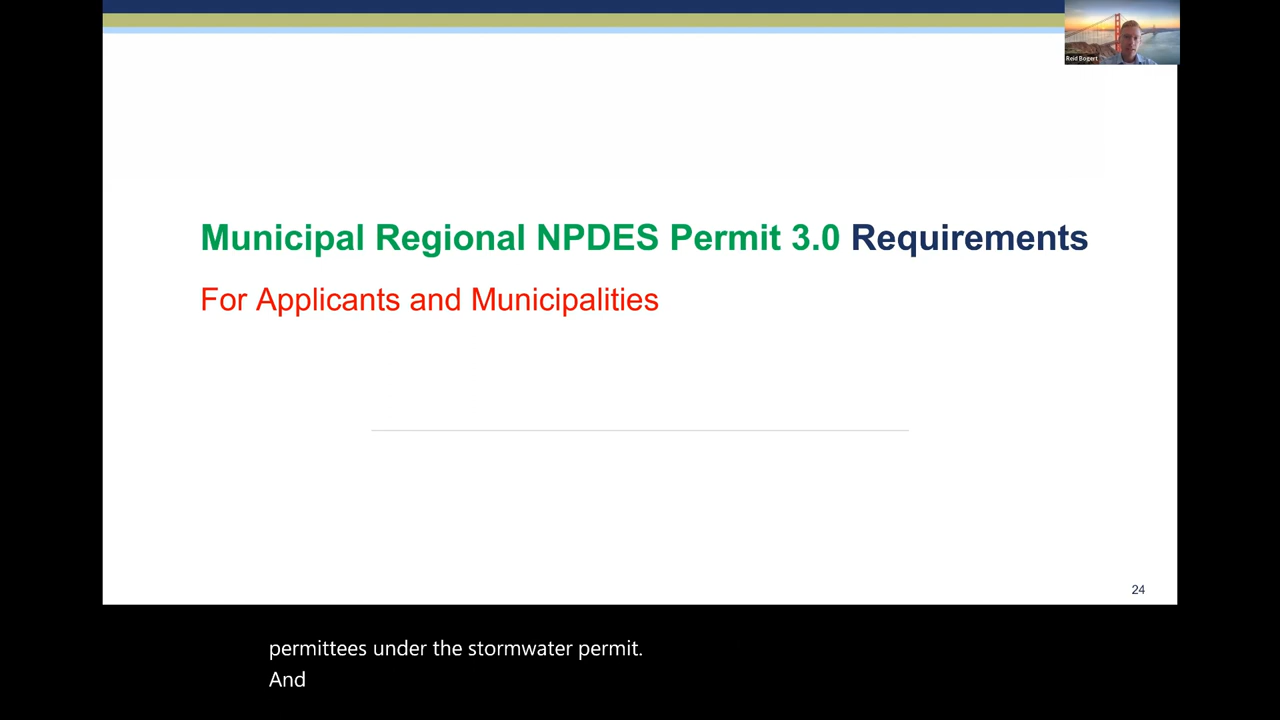 Reid Bogert
Municipal Regional NPDES Permit 3.0 Requirements
For Applicants and Municipalities
24
permittees under the stormwater permit.
And